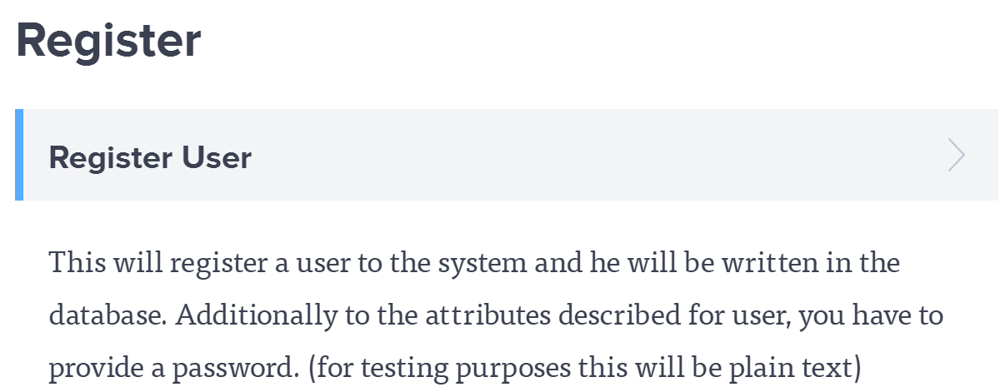 Register
Register User
This will register a user to the system and he will be written in the
database. Additionally to the attributes described for user, you have to
provide a password. (for testing purposes this will be plain text)